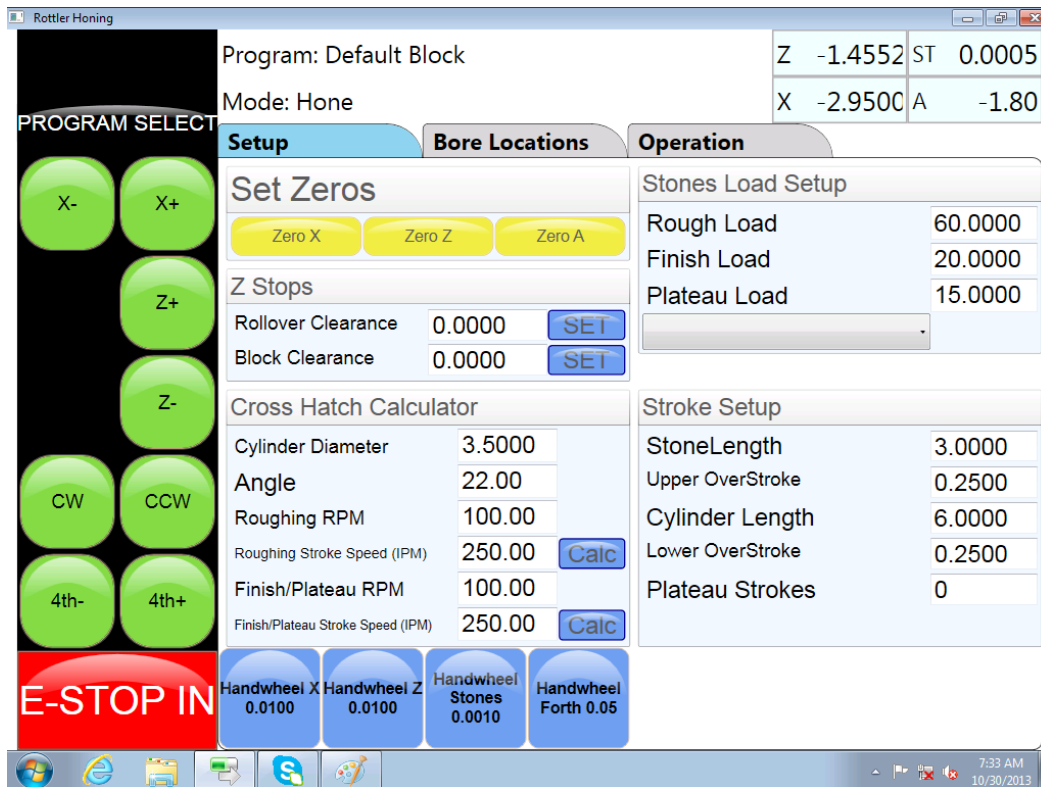 Rottler Honing
Program: Default Block
Z -1.4552 ST 0.0005
Mode: Hone
X -2.9500 A -1.80
PROGRAM SELECT
X- X+
Z+
Z-
CW CCW
4th- 4th+
E-STOP IN
Setup Bore Locations Operation
Set Zeros
Zero X Zero Z Zero A
Z Stops
Rollover Clearance 0.0000 SET
Block Clearance 0.0000 SET
Cross Hatch Calculator
Cylinder Diameter 3.5000
Angle 22.00
Roughing RPM 100.00
Roughing Stroke Speed (IPM) 250.00 Calc
Finish/Plateau RPM 100.00
Finish/Plateau Stroke Speed (IPM) 250.00 Calc
Stones Load Setup
Rough Load 60.0000
Finish Load 20.0000
Plateau Load 15.0000
Stroke Setup
StoneLength 3.0000
Upper OverStroke 0.2500
Cylinder Length 6.0000
Lower OverStroke 0.2500
Plateau Strokes 0
Handwheel X
0.0100
Handwheel Z
0.0100
Handwheel
Stones
0.0010
Handwheel
Forth 0.05
7:33 AM
10/30/2013